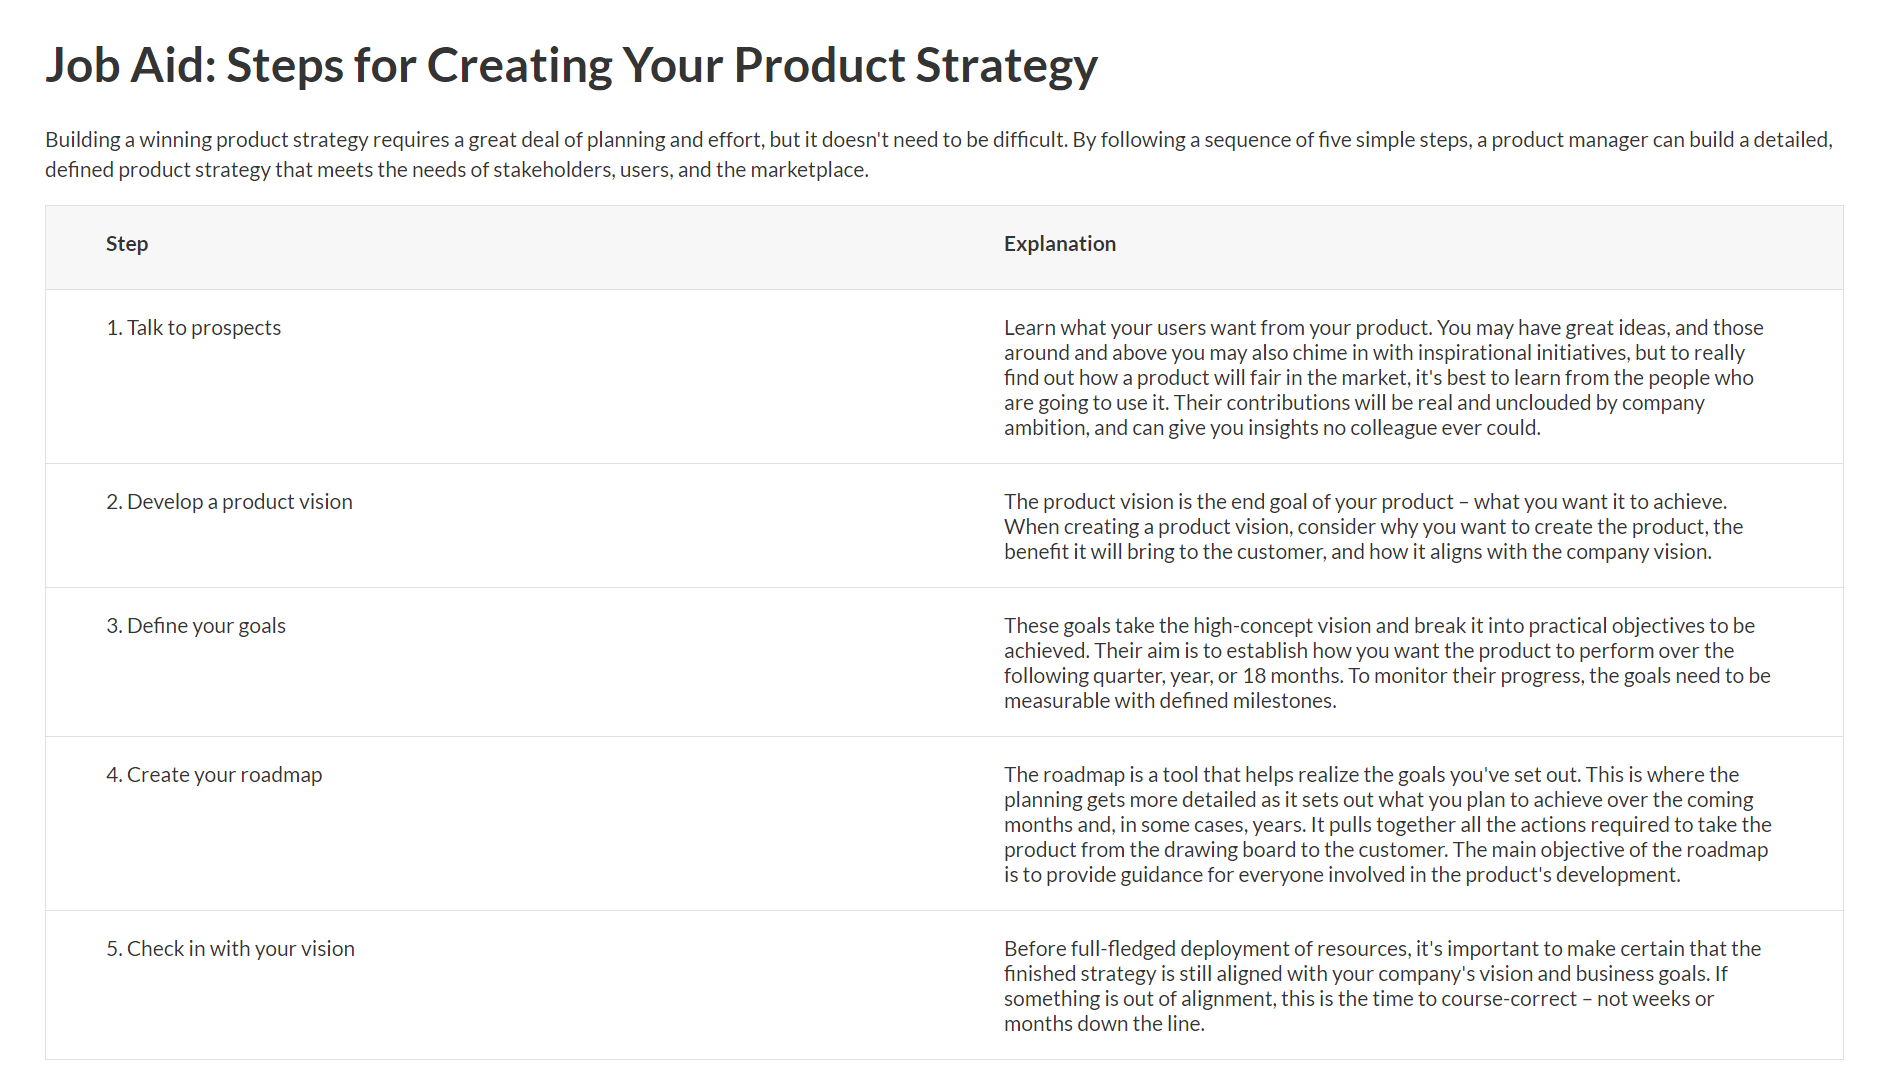 Job Aid: Steps for Creating Your Product Strategy
Building a winning product strategy requires a great deal of planning and effort, but it doesn't need to be difficult. By following a sequence of five simple steps, a product manager can build a detailed,
defined product strategy that meets the needs of stakeholders, users, and the marketplace.
Step
Explanation
1. Talk to prospects
Learn what your users want from your product. You may have great ideas, and those
around and above you may also chime in with inspirational initiatives, but to really
find out how a product will fair in the market, it's best to learn from the people who
are going to use it. Their contributions will be real and unclouded by company
ambition, and can give you insights no colleague ever could.
2. Develop a product vision
The product vision is the end goal of your product – what you want it to achieve.
When creating a product vision, consider why you want to create the product, the
benefit it will bring to the customer, and how it aligns with the company vision.
3. Define your goals
These goals take the high-concept vision and break it into practical objectives to be
achieved. Their aim is to establish how you want the product to perform over the
following quarter, year, or 18 months. To monitor their progress, the goals need to be
measurable with defined milestones.
4. Create your roadmap
The roadmap is a tool that helps realize the goals you've set out. This is where the
planning gets more detailed as it sets out what you plan to achieve over the coming
months and, in some cases, years. It pulls together all the actions required to take the
product from the drawing board to the customer. The main objective of the roadmap
is to provide guidance for everyone involved in the product's development.
5. Check in with your vision
Before full-fledged deployment of resources, it's important to make certain that the
finished strategy is still aligned with your company's vision and business goals. If
something is out of alignment, this is the time to course-correct – not weeks or
months down the line.